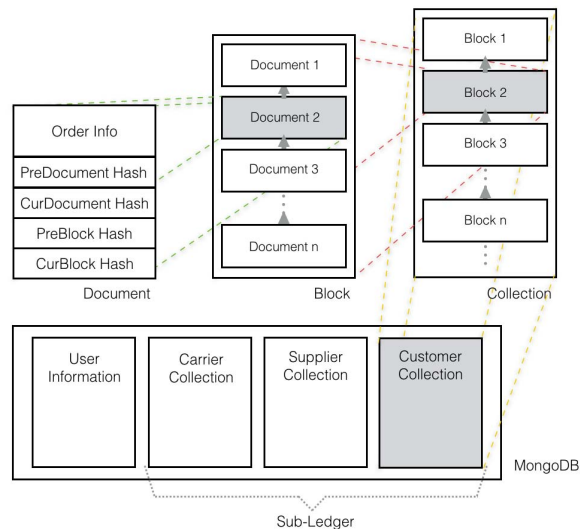 Order Info
PreDocument Hash
CurDocument Hash
PreBlock Hash
CurBlock Hash
Document
Document 1
Document 2
Document 3
Document n
Block
Block 1
Block 2
Block 3
Block n
Collection
User
Information
Carrier
Collection
Supplier
Collection
Customer
Collection
MongoDB
Sub-Ledger